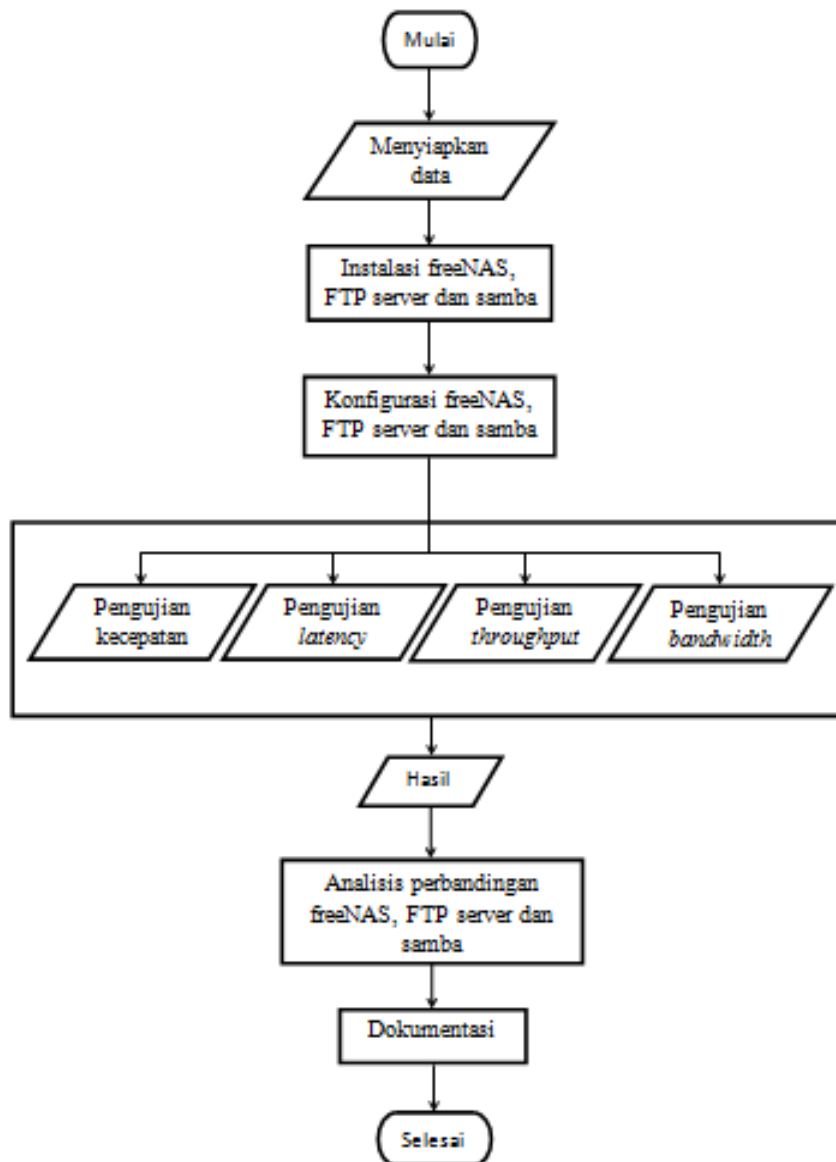 Mulai
Menyiapkan
data
Instalasi freeNAS,
FTP server dan samba
Konfigurasi freeNAS,
FTP server dan samba
Pengujian
kecepatan
Pengujian
latency
Pengujian
throughput
Pengujian
bandwidth
Hasil
Analisis perbandingan
freeNAS, FTP server dan
samba
Dokumentasi
Selesai